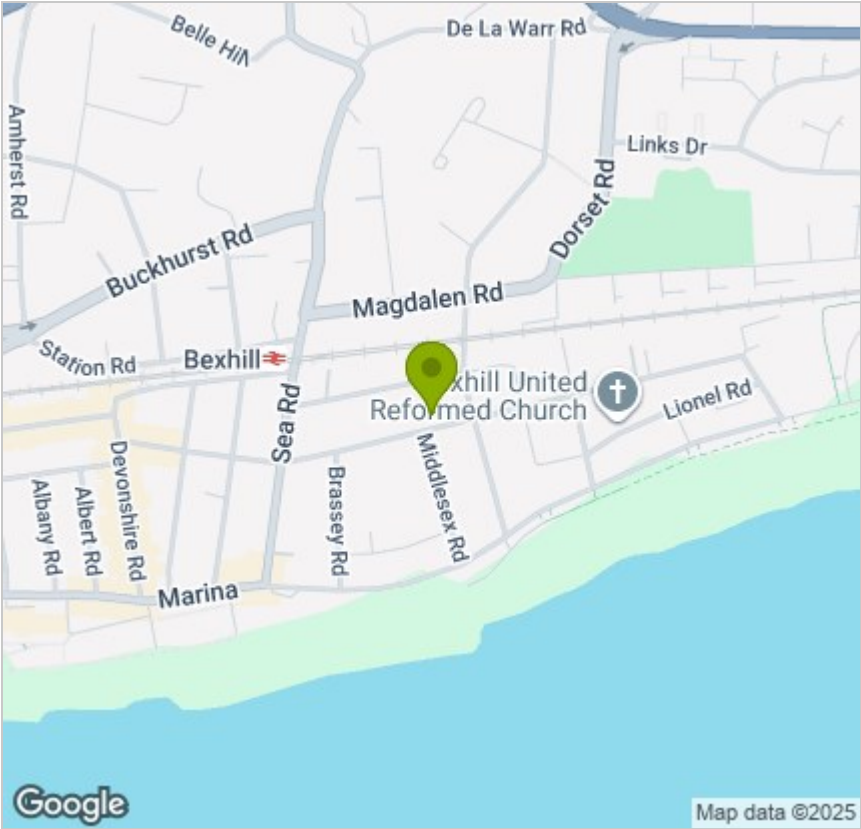 De La Warr Rd
Belle Hill
Amherst Rd
Links Dr
Dorset Rd
Buckhurst Rd
Magdalen Rd
Station Rd
Bexhill
xhill United
Reformed Church
Lionel Rd
Sea Rd
Middlesex Rd
Devonshire Rd
Brassey Rd
Albany Rd
Albert Rd
Marina
Google
Map data ©2025